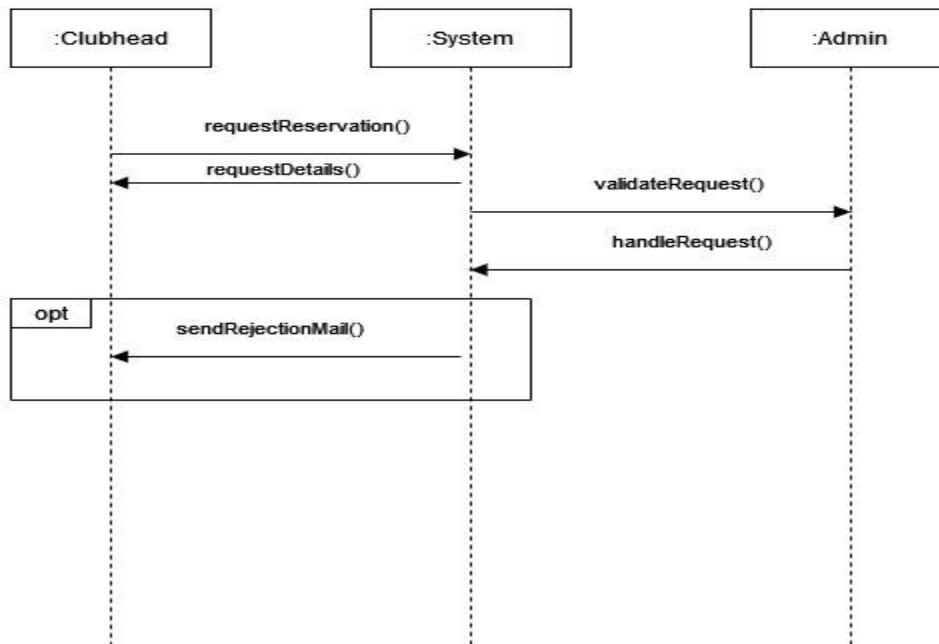 :Clubhead
:System
:Admin
requestReservation()
requestDetails()
validateRequest()
handleRequest()
opt
sendRejectionMail()